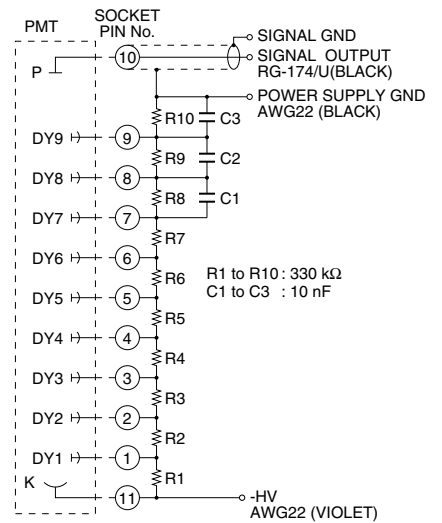 PMT
SOCKET
PIN No.
SIGNAL GND
10
SIGNAL OUTPUT
RG-174/U(BLACK)
P
POWER SUPPLY GND
AWG22 (BLACK)
R10 C3
DY9 9
R9 C2
DY8 8
R8 C1
DY7 7
R7
DY6 6
R6
R1 to R10 : 330 kΩ
C1 to C3 : 10 nF
DY5 5
R5
DY4 4
R4
DY3 3
R3
DY2 2
R2
DY1 1
R1
K
11
-HV
AWG22 (VIOLET)